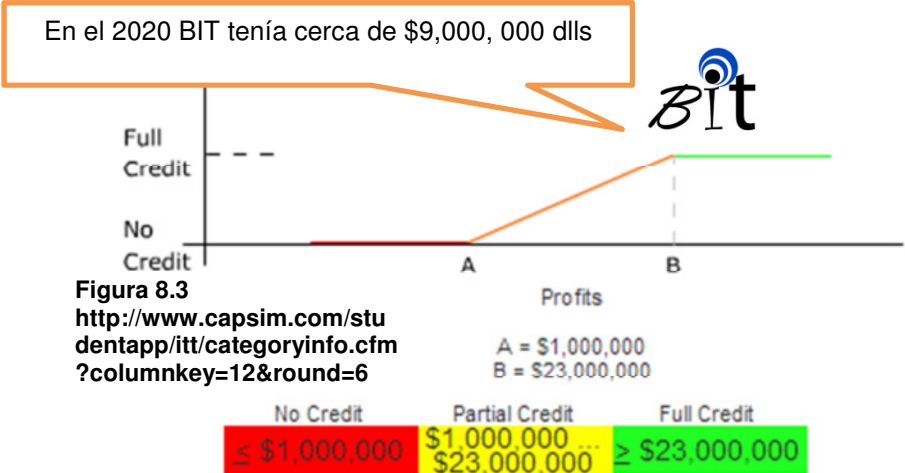 En el 2020 BIT tenía cerca de $9,000, 000 dlls
Bit
Full
Credit
No
Credit
A
B
Figura 8.3
http://www.capsim.com/stu
dentapp/itt/categoryinfo.cfm
?columnkey=12&round=6
Profits
A = $1,000,000
B = $23,000,000
No Credit
Partial Credit
Full Credit
≤ $1,000,000
$1,000,000 ...
$23,000,000
≥ $23,000,000